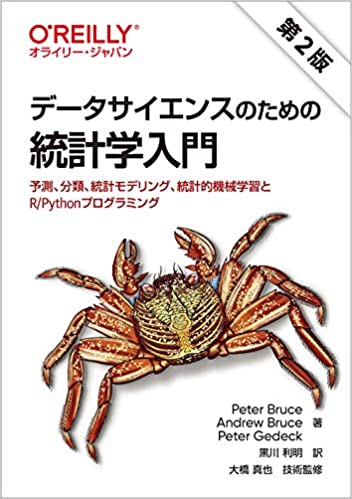 O'REILLY®
オライリー・ジャパン
第2版
データサイエンスのための
統計学入門
予測、分類、統計モデリング、統計的機械学習と
R/Pythonプログラミング
Peter Bruce
Andrew Bruce 著
Peter Gedeck
黒川 利明 訳
大橋 真也 技術監修